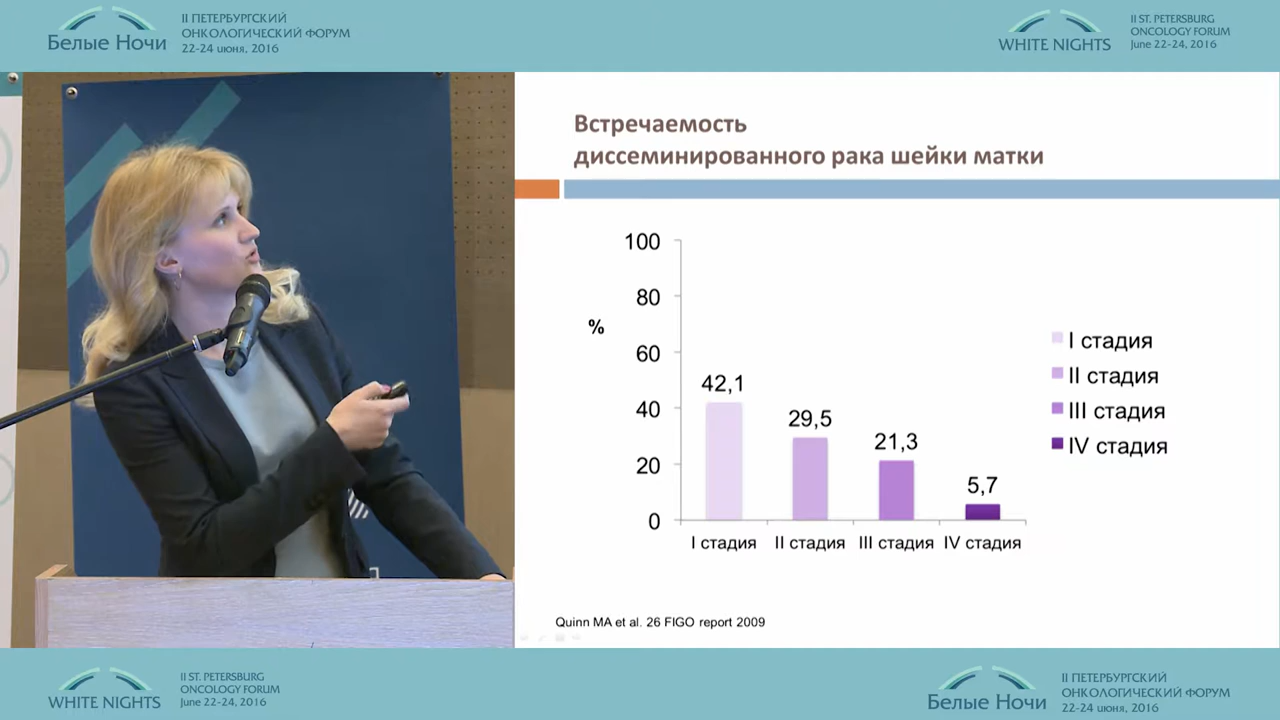 Белые Ночи
II ПЕТЕРБУРГСКИЙ
ОНКОЛОГИЧЕСКИЙ ФОРУМ
22-24 июня, 2016
WHITE NIGHTS
II ST. PETERSBURG
ONCOLOGY FORUM
June 22-24, 2016
Встречаемость
диссеминированного рака шейки матки
100
80
%
60
40
20
0
42,1
29,5
21,3
5,7
I стадия
II стадия
III стадия
IV стадия
I стадия
II стадия
III стадия
IV стадия
Quinn MA et al. 26 FIGO report 2009
WHITE NIGHTS
II ST. PETERSBURG
ONCOLOGY FORUM
June 22-24, 2016
Белые Ночи
II ПЕТЕРБУРГСКИЙ
ОНКОЛОГИЧЕСКИЙ ФОРУМ
22-24 июня, 2016